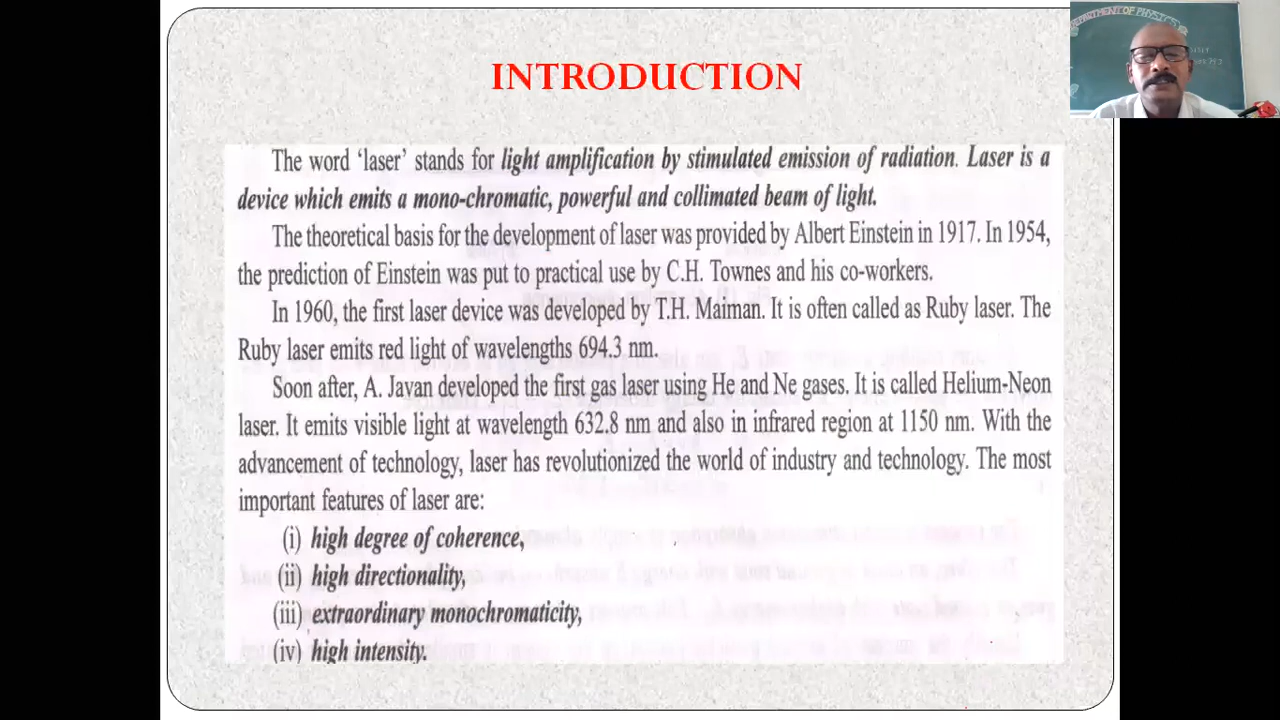 INTRODUCTION
DEPARTMENT OF PHYSICS
The word 'laser' stands for light amplification by stimulated emission of radiation. Laser is a
device which emits a mono-chromatic, powerful and collimated beam of light.
The theoretical basis for the development of laser was provided by Albert Einstein in 1917. In 1954,
the prediction of Einstein was put to practical use by C.H. Townes and his co-workers.
In 1960, the first laser device was developed by T.H. Maiman. It is often called as Ruby laser. The
Ruby laser emits red light of wavelengths 694.3 nm.
Soon after, A. Javan developed the first gas laser using He and Ne gases. It is called Helium-Neon
laser. It emits visible light at wavelength 632.8 nm and also in infrared region at 1150 nm. With the
advancement of technology, laser has revolutionized the world of industry and technology. The most
important features of laser are:
(i) high degree of coherence,
(ii) high directionality,
(iii) extraordinary monochromaticity,
(iv) high intensity.